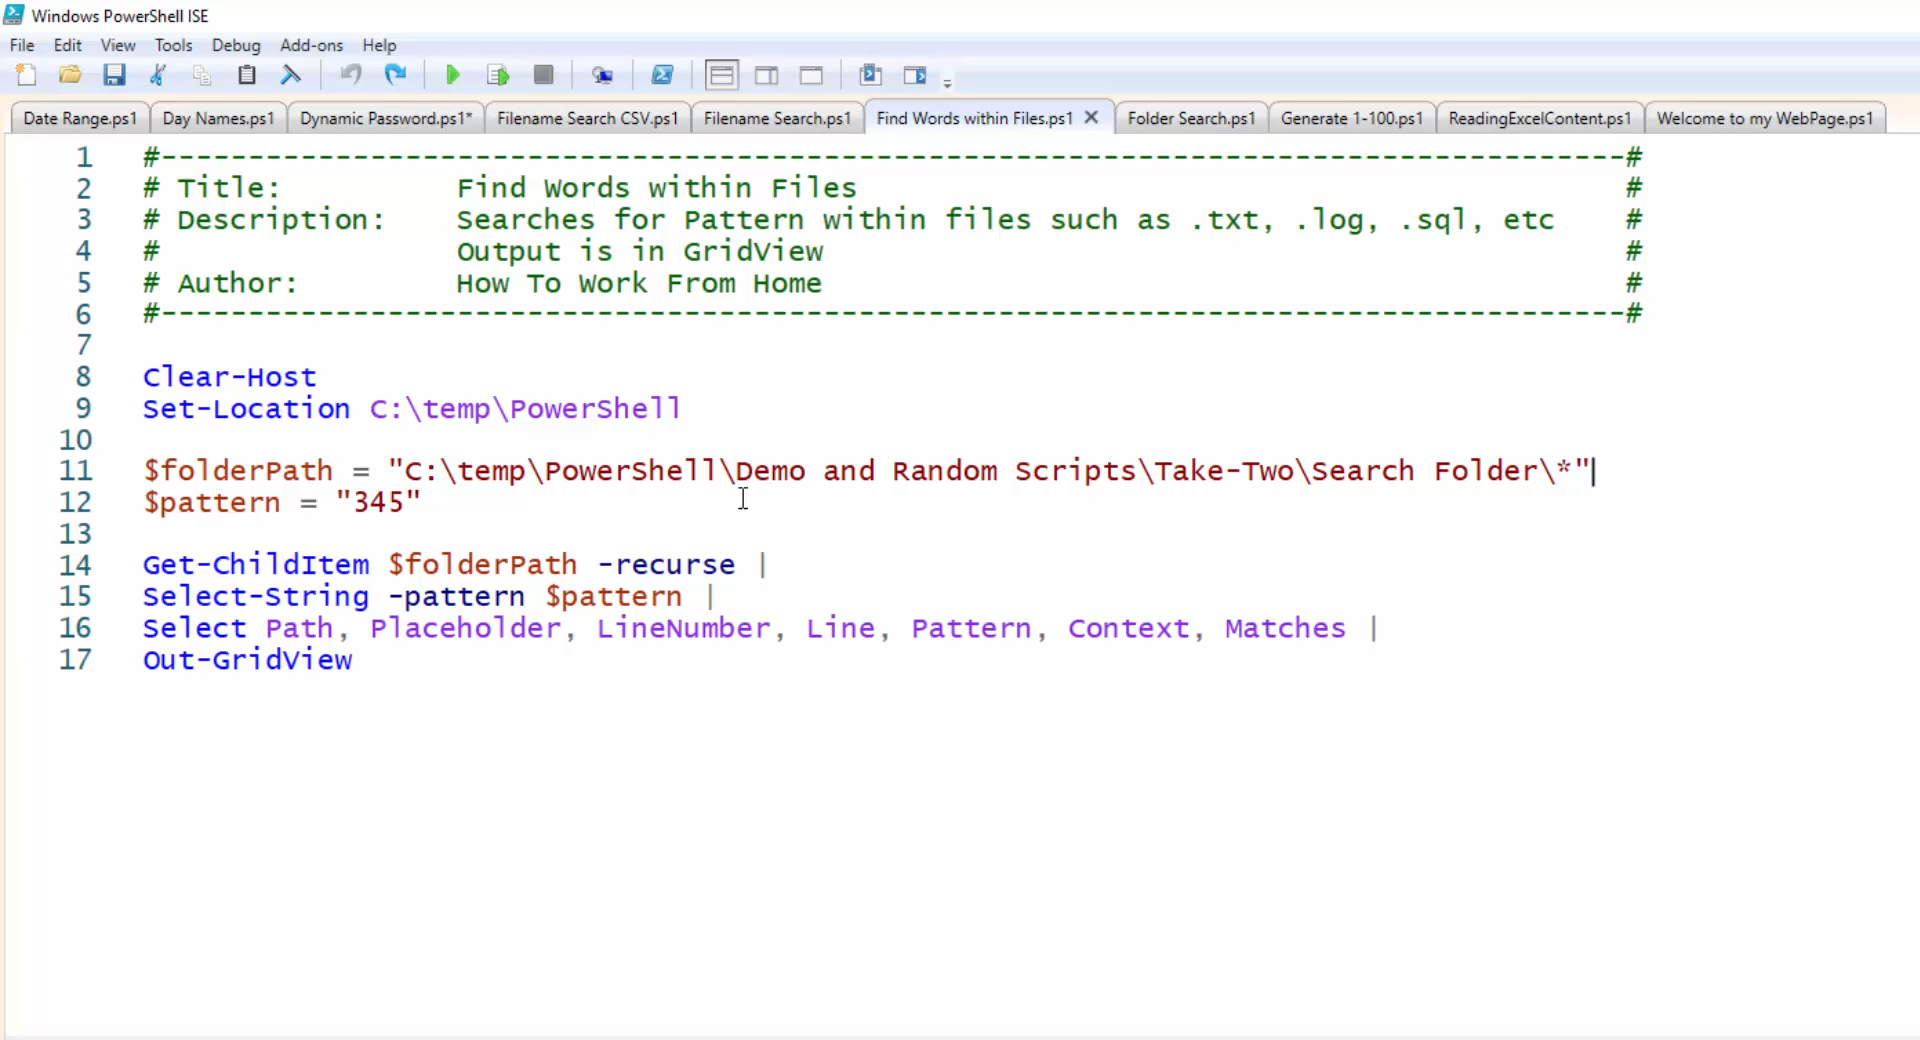 Windows PowerShell ISE
File Edit View Tools Debug Add-ons Help
Date Range.ps1 Day Names.ps1 Dynamic Password.ps1* Filename Search CSV.ps1 Filename Search.ps1 Find Words within Files.ps1 Folder Search.ps1 Generate 1-100.ps1 ReadingExcelContent.ps1 Welcome to my WebPage.ps1
1 #------------------------------------------------------------------------------------#
2 # Title: Find Words within Files #
3 # Description: Searches for Pattern within files such as .txt, .log, .sql, etc #
4 # Output is in GridView #
5 # Author: How To Work From Home #
6 #------------------------------------------------------------------------------------#
7
8 Clear-Host
9 Set-Location C:\temp\PowerShell
10
11 $folderPath = "C:\temp\PowerShell\Demo and Random Scripts\Take-Two\Search Folder\*"
12 $pattern = "345"
13
14 Get-ChildItem $folderPath -recurse |
15 Select-String -pattern $pattern |
16 Select Path, Placeholder, LineNumber, Line, Pattern, Context, Matches |
17 Out-GridView